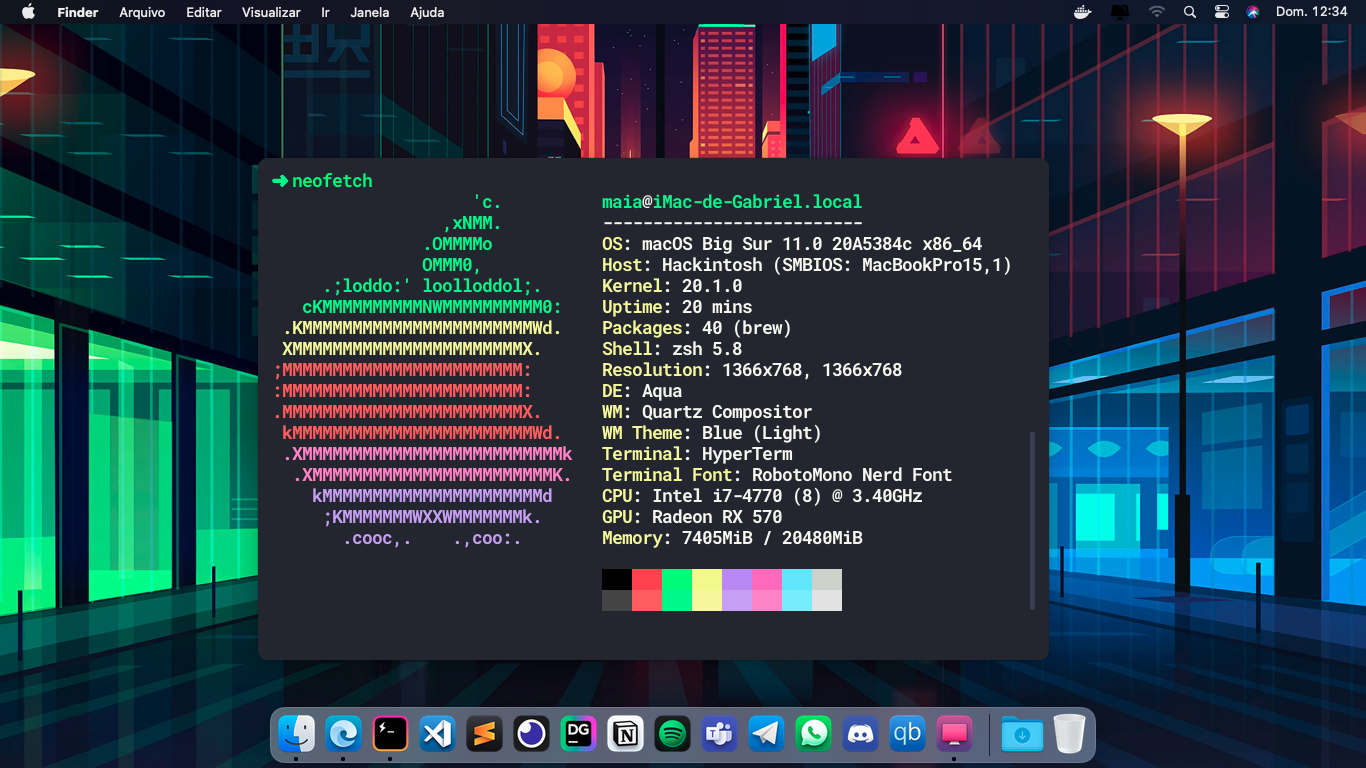 Finder Arquivo Editar Visualizar Ir Janela Ajuda Dom. 12:34
➜ neofetch
'c.
,xNMM.
.OMMMMo
OMMM0,
.;loddo:' loolloddol;.
cKMMMMMMMMMMNWMMMMMMMMMM0:
.KMMMMMMMMMMMMMMMMMMMMMMMWd.
XMMMMMMMMMMMMMMMMMMMMMMMX.
;MMMMMMMMMMMMMMMMMMMMMMMM:
:MMMMMMMMMMMMMMMMMMMMMMMM:
.MMMMMMMMMMMMMMMMMMMMMMMMX.
kMMMMMMMMMMMMMMMMMMMMMMMMWd.
.XMMMMMMMMMMMMMMMMMMMMMMMMMMk
.XMMMMMMMMMMMMMMMMMMMMMMMMK.
kMMMMMMMMMMMMMMMMMMMMMMd
;KMMMMMMMWXXWMMMMMMMk.
.cooc,. .,coo:.
maia@iMac-de-Gabriel.local
--------------------------
OS: macOS Big Sur 11.0 20A5384c x86_64
Host: Hackintosh (SMBIOS: MacBookPro15,1)
Kernel: 20.1.0
Uptime: 20 mins
Packages: 40 (brew)
Shell: zsh 5.8
Resolution: 1366x768, 1366x768
DE: Aqua
WM: Quartz Compositor
WM Theme: Blue (Light)
Terminal: HyperTerm
Terminal Font: RobotoMono Nerd Font
CPU: Intel i7-4770 (8) @ 3.40GHz
GPU: Radeon RX 570
Memory: 7405MiB / 20480MiB
DG
qb